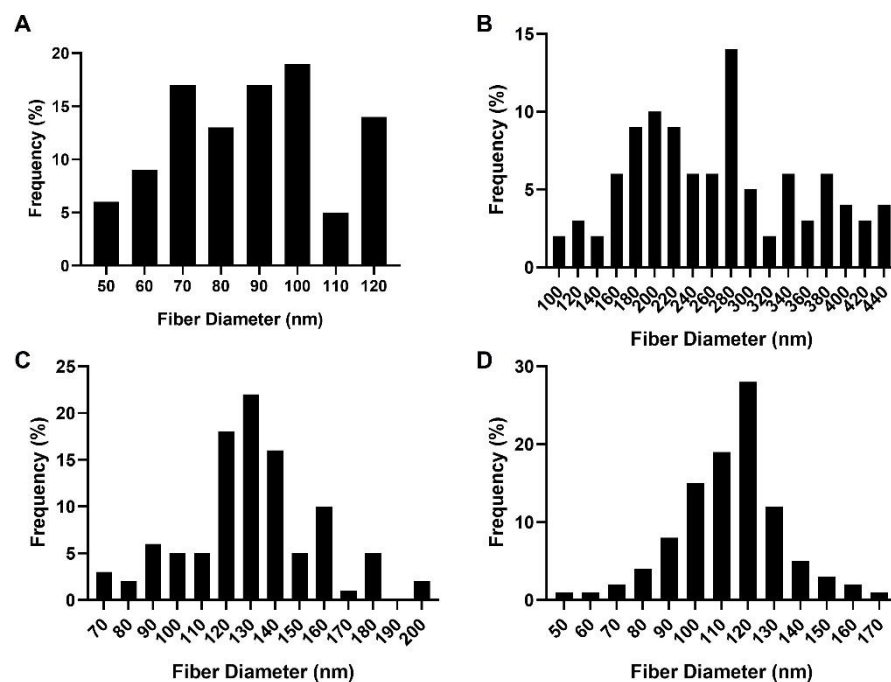 A
Frequency (%)
20
15
10
5
0
50 60 70 80 90 100 110 120
Fiber Diameter (nm)
B
Frequency (%)
15
10
5
0
100 120 140 160 180 200 220 240 260 280 300 320 340 360 380 400 420 440
Fiber Diameter (nm)
C
Frequency (%)
25
20
15
10
5
0
70 80 90 100 110 120 130 140 150 160 170 180 190 200
Fiber Diameter (nm)
D
Frequency (%)
30
20
10
0
50 60 70 80 90 100 110 120 130 140 150 160 170
Fiber Diameter (nm)